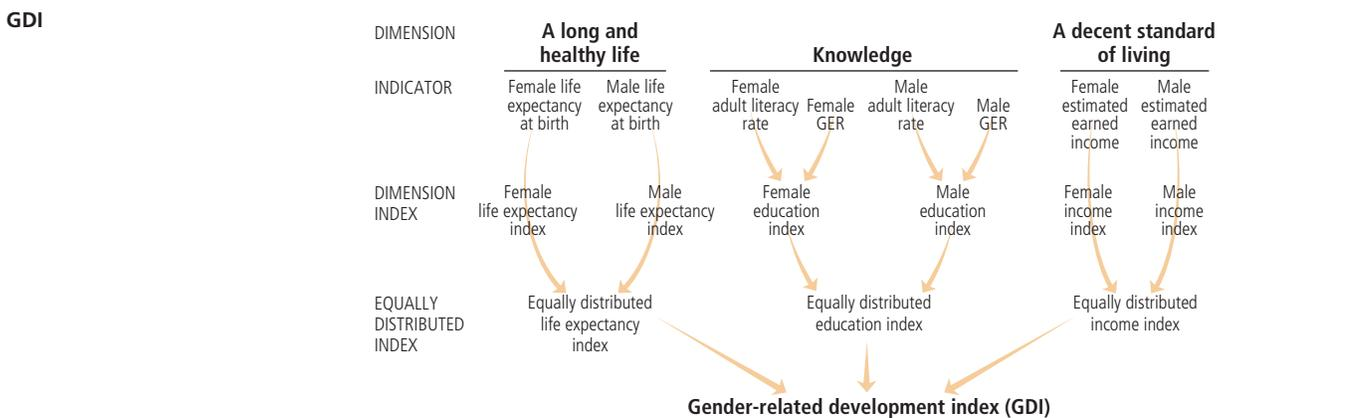 GDI
DIMENSION
A long and
healthy life
Knowledge
A decent standard
of living
INDICATOR
Female life
expectancy
at birth
Male life
expectancy
at birth
Female
adult literacy
rate
Female
GER
Male
adult literacy
rate
Male
GER
Female
estimated
earned
income
Male
estimated
earned
income
DIMENSION
INDEX
Female
life expectancy
index
Male
life expectancy
index
Female
education
index
Male
education
index
Female
income
index
Male
income
index
EQUALLY
DISTRIBUTED
INDEX
Equally distributed
life expectancy
index
Equally distributed
education index
Equally distributed
income index
Gender-related development index (GDI)